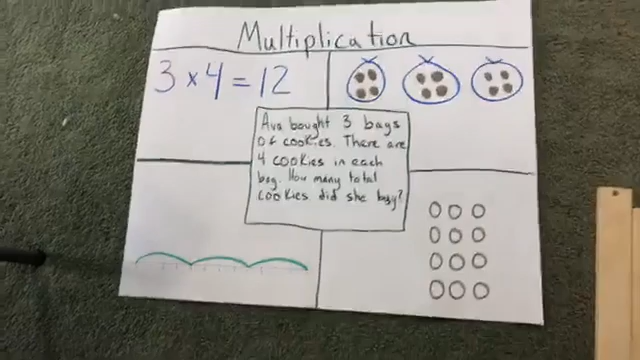 Multiplication
3 x 4 = 12
Ava bought 3 bags
of cookies. There are
4 cookies in each
bag. How many total
cookies did she buy?